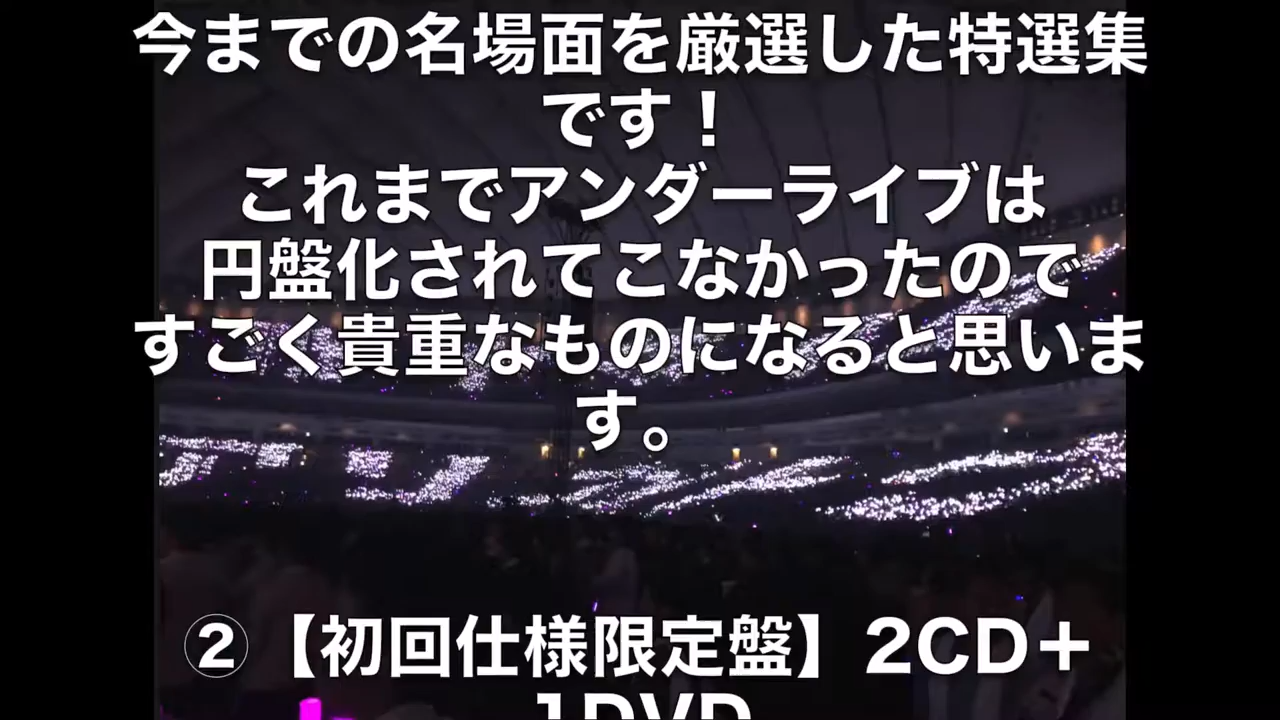 今までの名場面を厳選した特選集
です！
これまでアンダーライブは
円盤化されてこなかったので
すごく貴重なものになると思いま
す。
②【初回仕様限定盤】2CD＋
1DVD